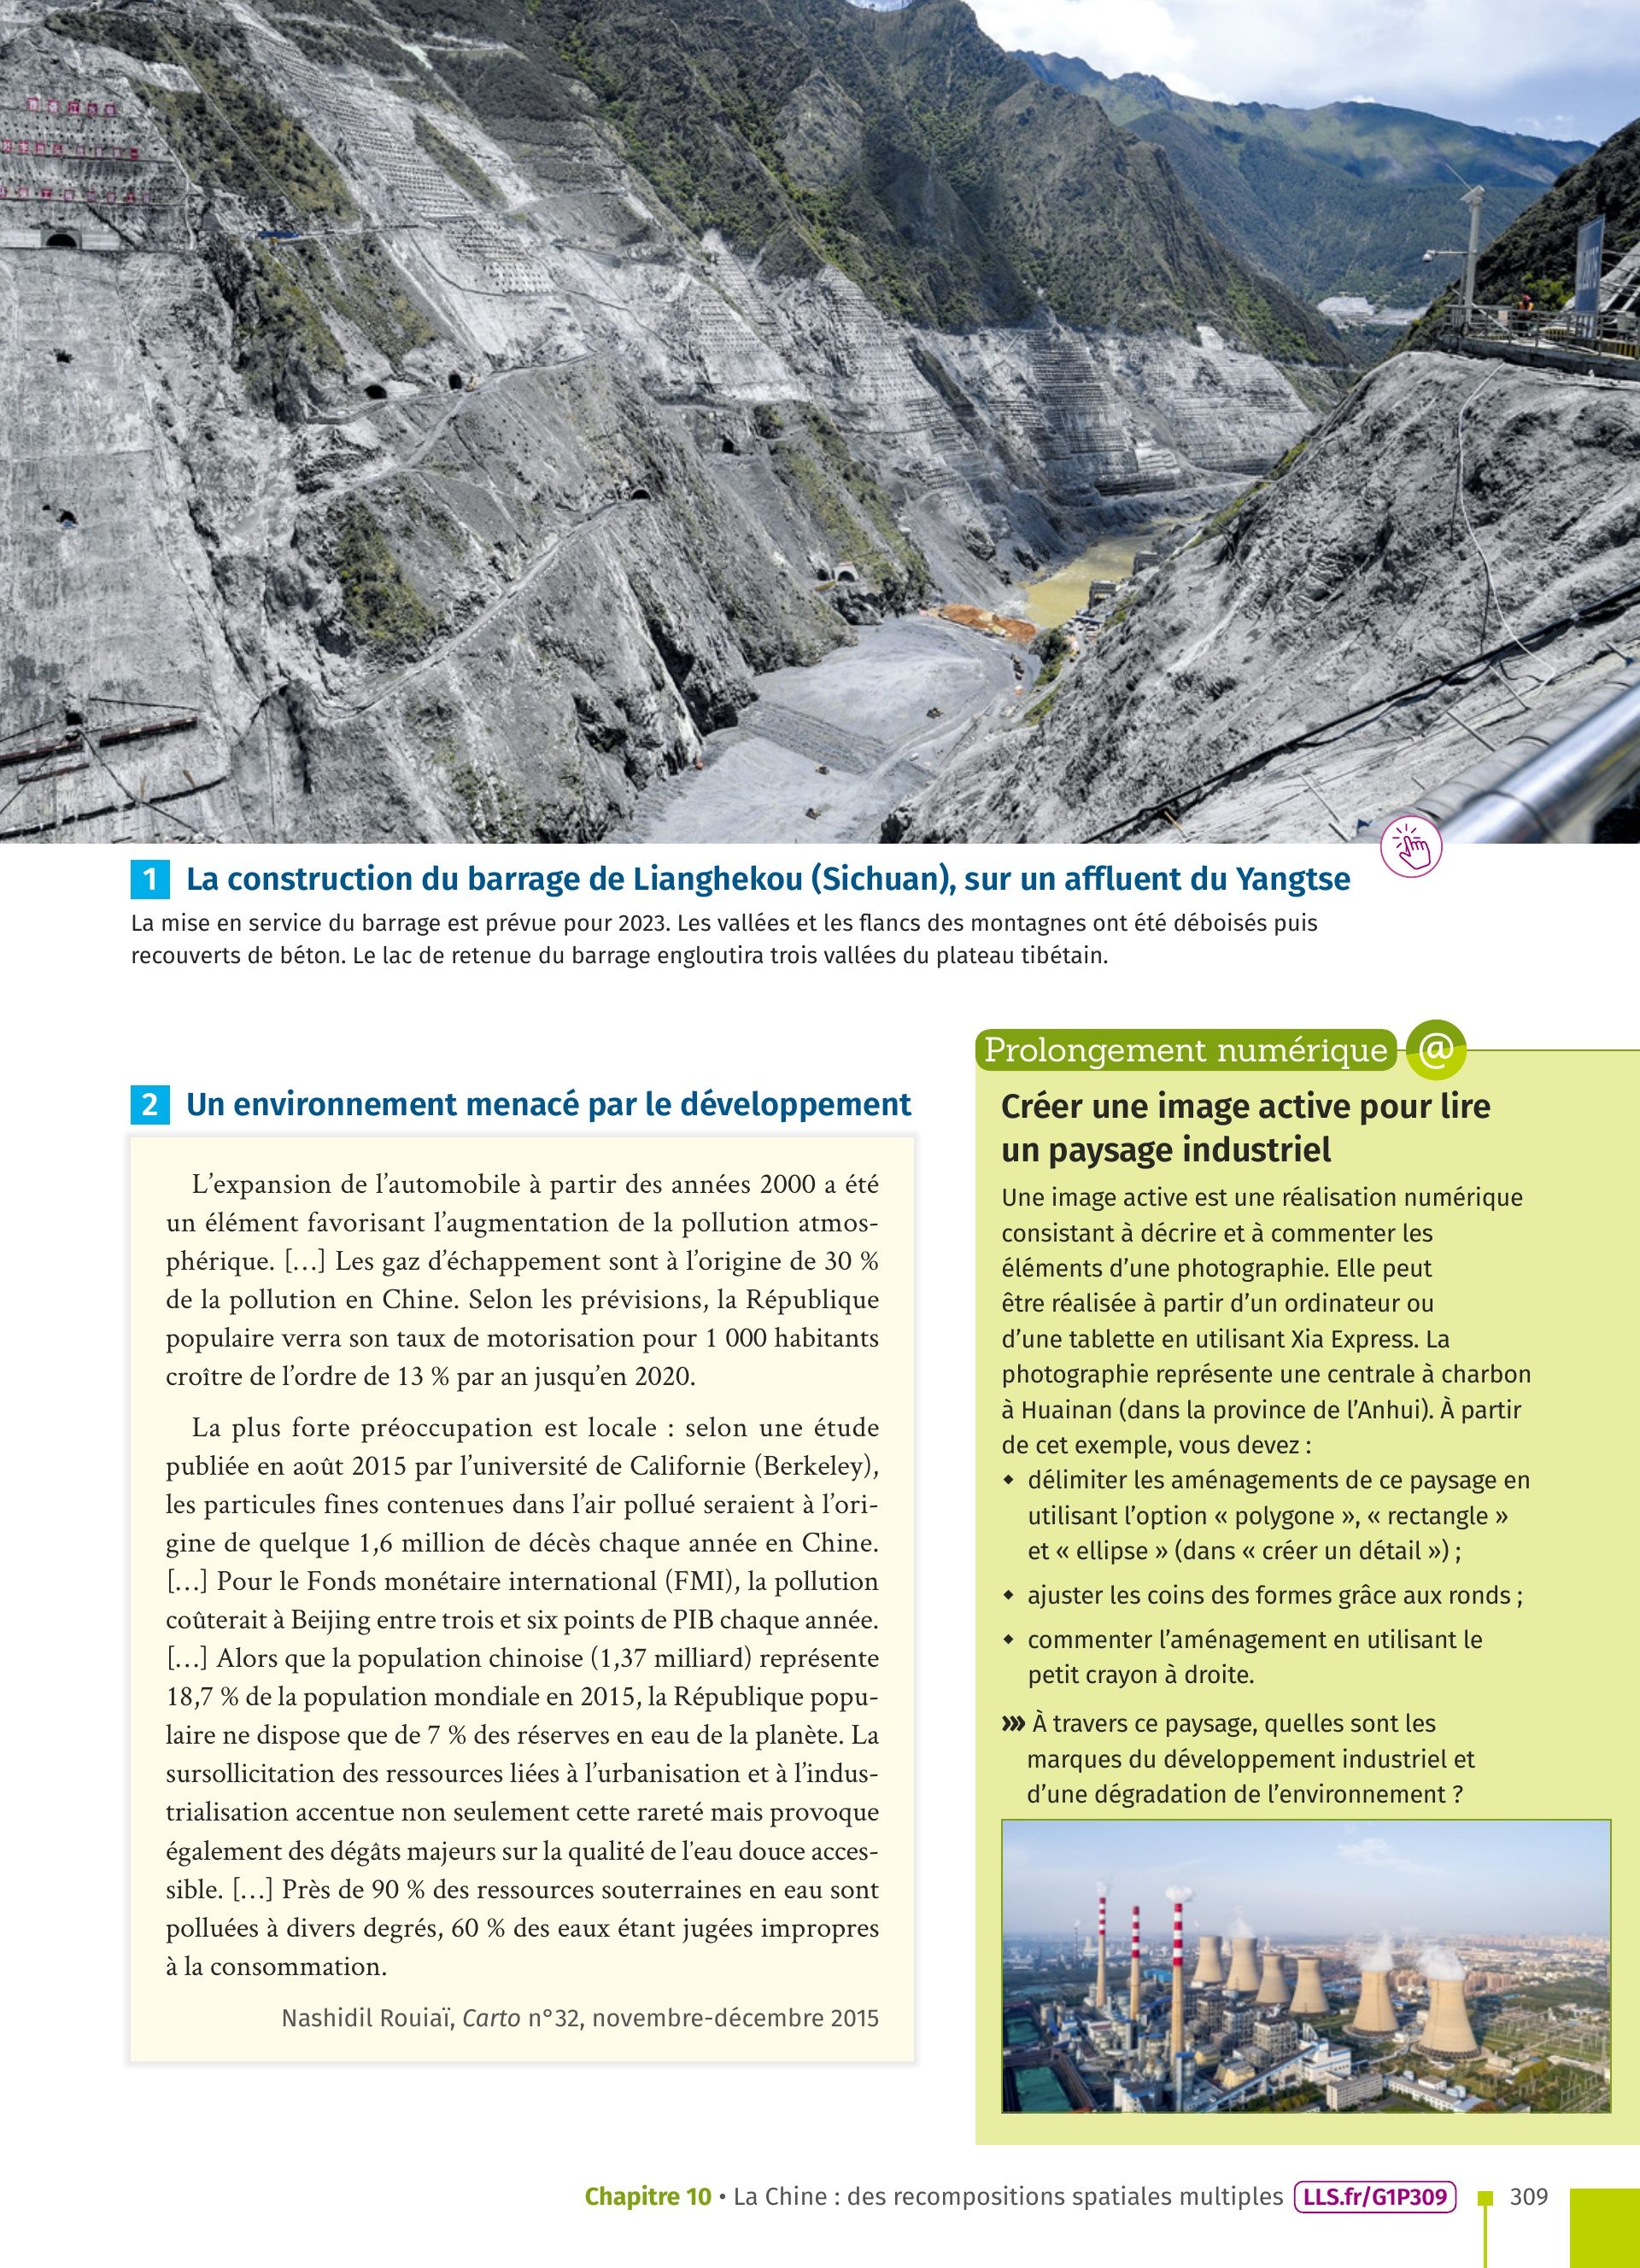 1 La construction du barrage de Lianghekou (Sichuan), sur un affluent du Yangtse
La mise en service du barrage est prévue pour 2023. Les vallées et les flancs des montagnes ont été déboisés puis
recouverts de béton. Le lac de retenue du barrage engloutira trois vallées du plateau tibétain.
2 Un environnement menacé par le développement
L’expansion de l’automobile à partir des années 2000 a été
un élément favorisant l’augmentation de la pollution atmos-
phérique. […] Les gaz d’échappement sont à l’origine de 30 %
de la pollution en Chine. Selon les prévisions, la République
populaire verra son taux de motorisation pour 1 000 habitants
croître de l’ordre de 13 % par an jusqu’en 2020.
La plus forte préoccupation est locale : selon une étude
publiée en août 2015 par l’université de Californie (Berkeley),
les particules fines contenues dans l’air pollué seraient à l’ori-
gine de quelque 1,6 million de décès chaque année en Chine.
[…] Pour le Fonds monétaire international (FMI), la pollution
coûterait à Beijing entre trois et six points de PIB chaque année.
[…] Alors que la population chinoise (1,37 milliard) représente
18,7 % de la population mondiale en 2015, la République popu-
laire ne dispose que de 7 % des réserves en eau de la planète. La
sursollicitation des ressources liées à l’urbanisation et à l’indus-
trialisation accentue non seulement cette rareté mais provoque
également des dégâts majeurs sur la qualité de l’eau douce acces-
sible. […] Près de 90 % des ressources souterraines en eau sont
polluées à divers degrés, 60 % des eaux étant jugées impropres
à la consommation.
Nashidil Rouiaï, Carto n°32, novembre-décembre 2015
Prolongement numérique @
Créer une image active pour lire
un paysage industriel
Une image active est une réalisation numérique
consistant à décrire et à commenter les
éléments d’une photographie. Elle peut
être réalisée à partir d’un ordinateur ou
d’une tablette en utilisant Xia Express. La
photographie représente une centrale à charbon
à Huainan (dans la province de l’Anhui). À partir
de cet exemple, vous devez :
◆ délimiter les aménagements de ce paysage en
utilisant l’option « polygone », « rectangle »
et « ellipse » (dans « créer un détail ») ;
◆ ajuster les coins des formes grâce aux ronds ;
◆ commenter l’aménagement en utilisant le
petit crayon à droite.
››› À travers ce paysage, quelles sont les
marques du développement industriel et
d’une dégradation de l’environnement ?
Chapitre 10 • La Chine : des recompositions spatiales multiples LLS.fr/G1P309 309